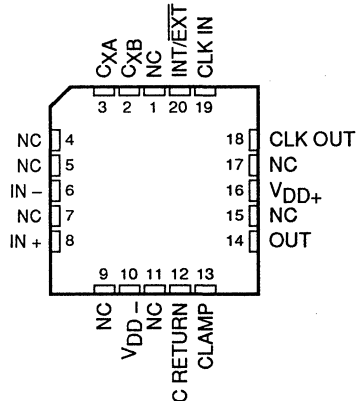 CXA
CXB
NC
INT/EXT
CLK IN
3 2 1 20 19
NC 4
NC 5
IN - 6
NC 7
IN + 8
18 CLK OUT
17 NC
16 VDD+
15 NC
14 OUT
9 10 11 12 13
NC
VDD -
NC
C RETURN
CLAMP